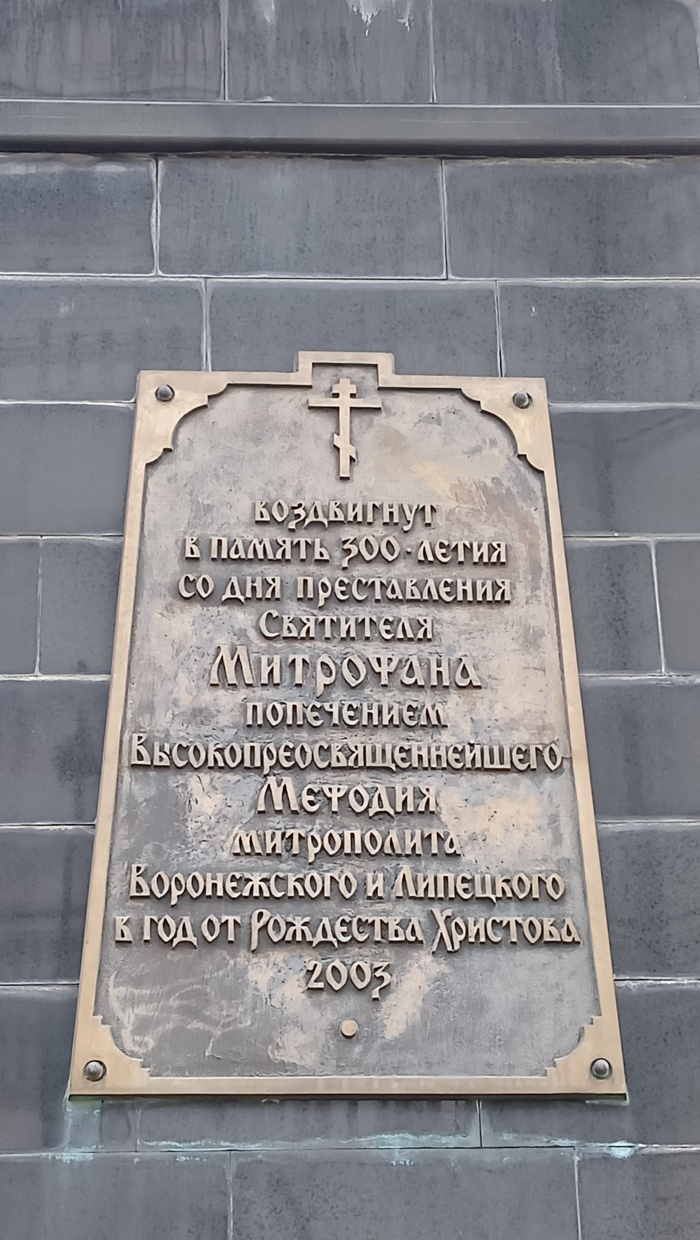 воздвигнут
в память 300-летия
со дня преставления
Святителя
Митрофана
попечением
Высокопреосвященнейшего
Мефодия
митрополита
Воронежского и Липецкого
в год от Рождества Христова
2003